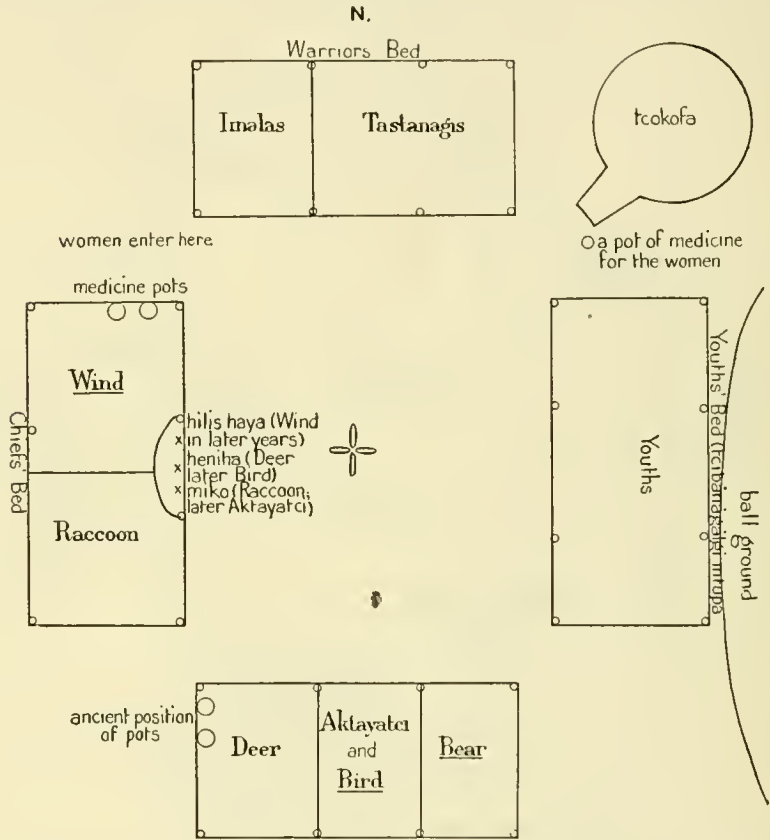 N.
Warriors Bed
Imalas
Tastanagis
tcokofa
women enter here
a pot of medicine
for the women
medicine pots
Wind
Chiefs' Bed
hilis haya (Wind
in later years)
heniha (Deer
later Bird)
miko (Raccoon;
later Aktayatci)
Raccoon
Youths
Youths' Bed
ball ground
ancient position
of pots
Deer
Aktayatci
and
Bird
Bear